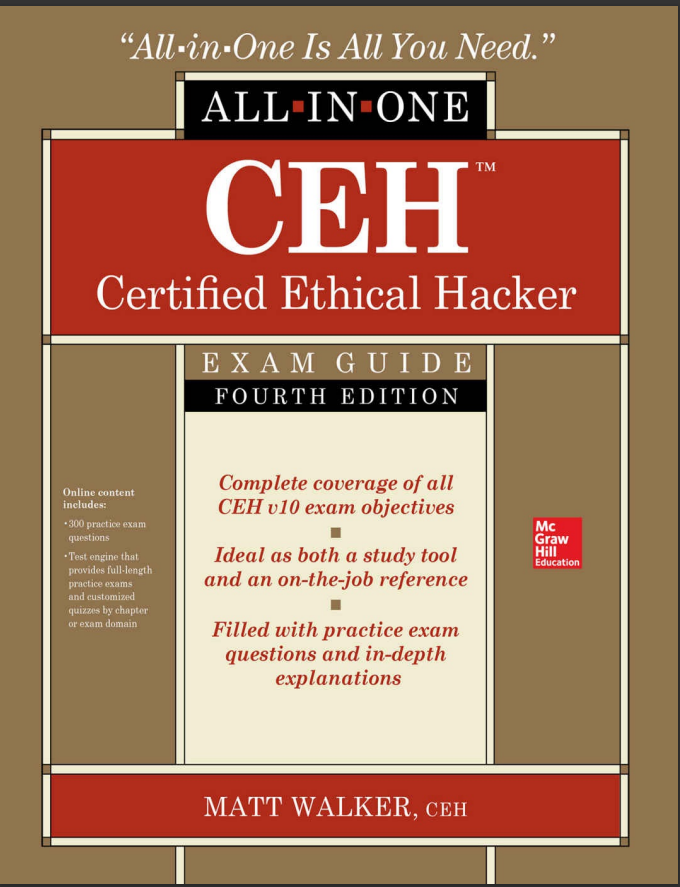 “All▪in▪One Is All You Need.”
ALL▪IN▪ONE
CEH™
Certified Ethical Hacker
EXAM GUIDE
FOURTH EDITION
Online content
includes:
•300 practice exam
questions
•Test engine that
provides full-length
practice exams
and customized
quizzes by chapter
or exam domain
Complete coverage of all
CEH v10 exam objectives
Ideal as both a study tool
and an on-the-job reference
Filled with practice exam
questions and in-depth
explanations
Mc
Graw
Hill
Education
MATT WALKER, CEH